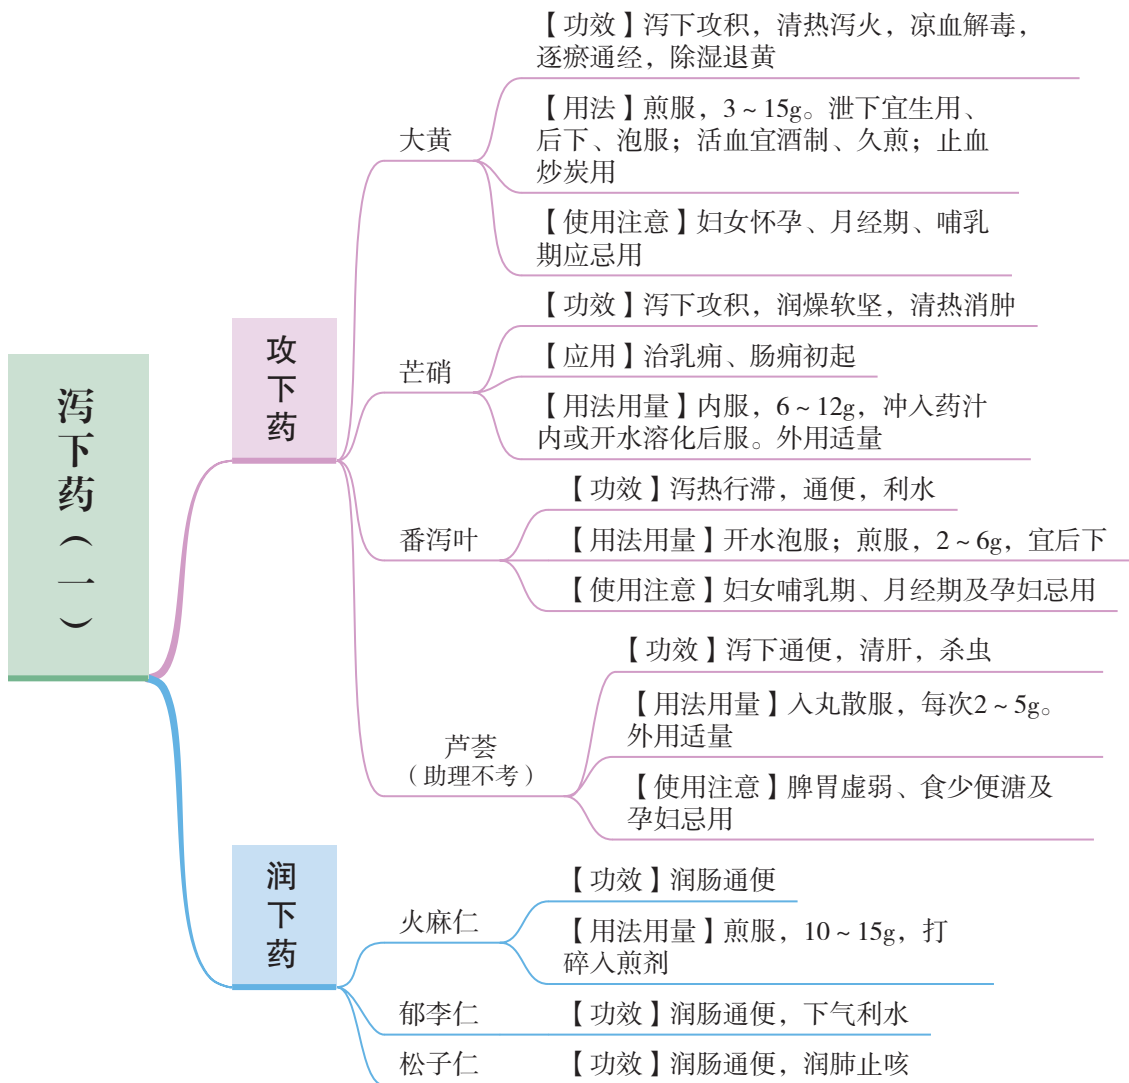 泻下药（一）
攻下药
大黄
【功效】泻下攻积，清热泻火，凉血解毒，
逐瘀通经，除湿退黄
【用法】煎服，3~15g。泄下宜生用、
后下、泡服；活血宜酒制、久煎；止血
炒炭用
【使用注意】妇女怀孕、月经期、哺乳
期应忌用
芒硝
【功效】泻下攻积，润燥软坚，清热消肿
【应用】治乳痈、肠痈初起
【用法用量】内服，6~12g，冲入药汁
内或开水溶化后服。外用适量
番泻叶
【功效】泻热行滞，通便，利水
【用法用量】开水泡服；煎服，2~6g，宜后下
【使用注意】妇女哺乳期、月经期及孕妇忌用
芦荟
（助理不考）
【功效】泻下通便，清肝，杀虫
【用法用量】入丸散服，每次2~5g。
外用适量
【使用注意】脾胃虚弱、食少便溏及
孕妇忌用
润下药
火麻仁
【功效】润肠通便
【用法用量】煎服，10~15g，打
碎入煎剂
郁李仁
【功效】润肠通便，下气利水
松子仁
【功效】润肠通便，润肺止咳